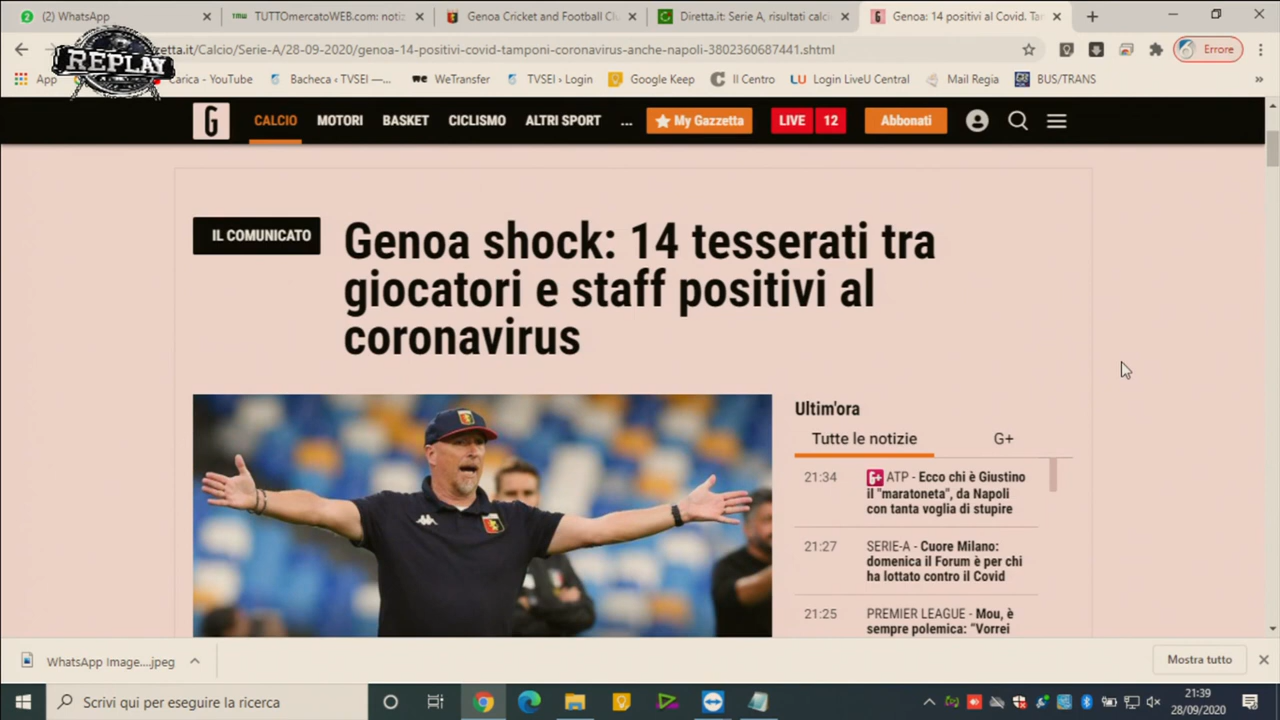 (2) WhatsApp
TUTTOmercatoWEB.com: notiz
Genoa Cricket and Football Clu
Diretta.it: Serie A, risultati calci
Genoa: 14 positivi al Covid. Tam
REPLAY
retta.it/Calcio/Serie-A/28-09-2020/genoa-14-positivi-covid-tamponi-coronavirus-anche-napoli-3802360687441.shtml
Errore
App
Carica - YouTube
Bacheca ‹ TVSEI —...
we WeTransfer
TVSEI › Login
Google Keep
Il Centro
LU Login LiveU Central
Mail Regia
BUS/TRANS
»
G
CALCIO
MOTORI
BASKET
CICLISMO
ALTRI SPORT
...
My Gazzetta
LIVE 12
Abbonati
IL COMUNICATO
Genoa shock: 14 tesserati tra
giocatori e staff positivi al
coronavirus
Ultim'ora
Tutte le notizie
G+
21:34
G+ ATP - Ecco chi è Giustino
il "maratoneta", da Napoli
con tanta voglia di stupire
21:27
SERIE-A - Cuore Milano:
domenica il Forum è per chi
ha lottato contro il Covid
21:25
PREMIER LEAGUE - Mou, è
sempre polemica: "Vorrei
WhatsApp Image....jpeg
Mostra tutto
Scrivi qui per eseguire la ricerca
21:39
28/09/2020